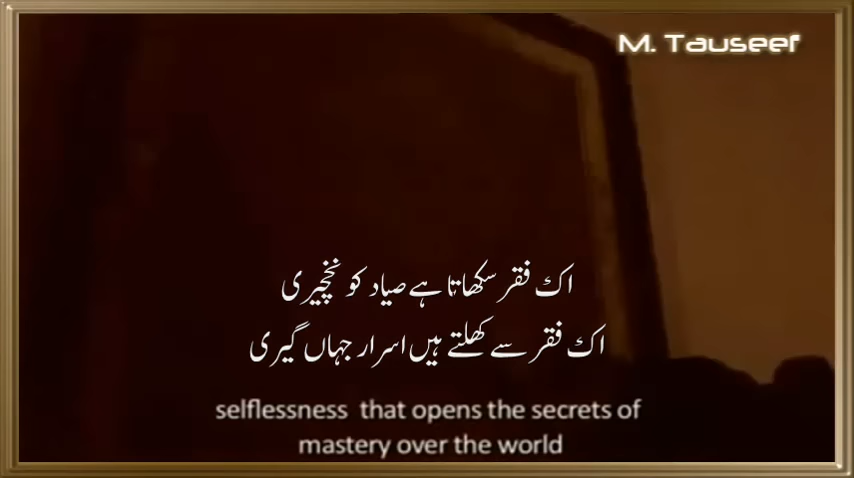 M. Tauseef
اک فقر سکھاتا ہے صیاد کو نخچیری
اک فقر سے کھلتے ہیں اسرار جہاں گیری
selflessness that opens the secrets of
mastery over the world